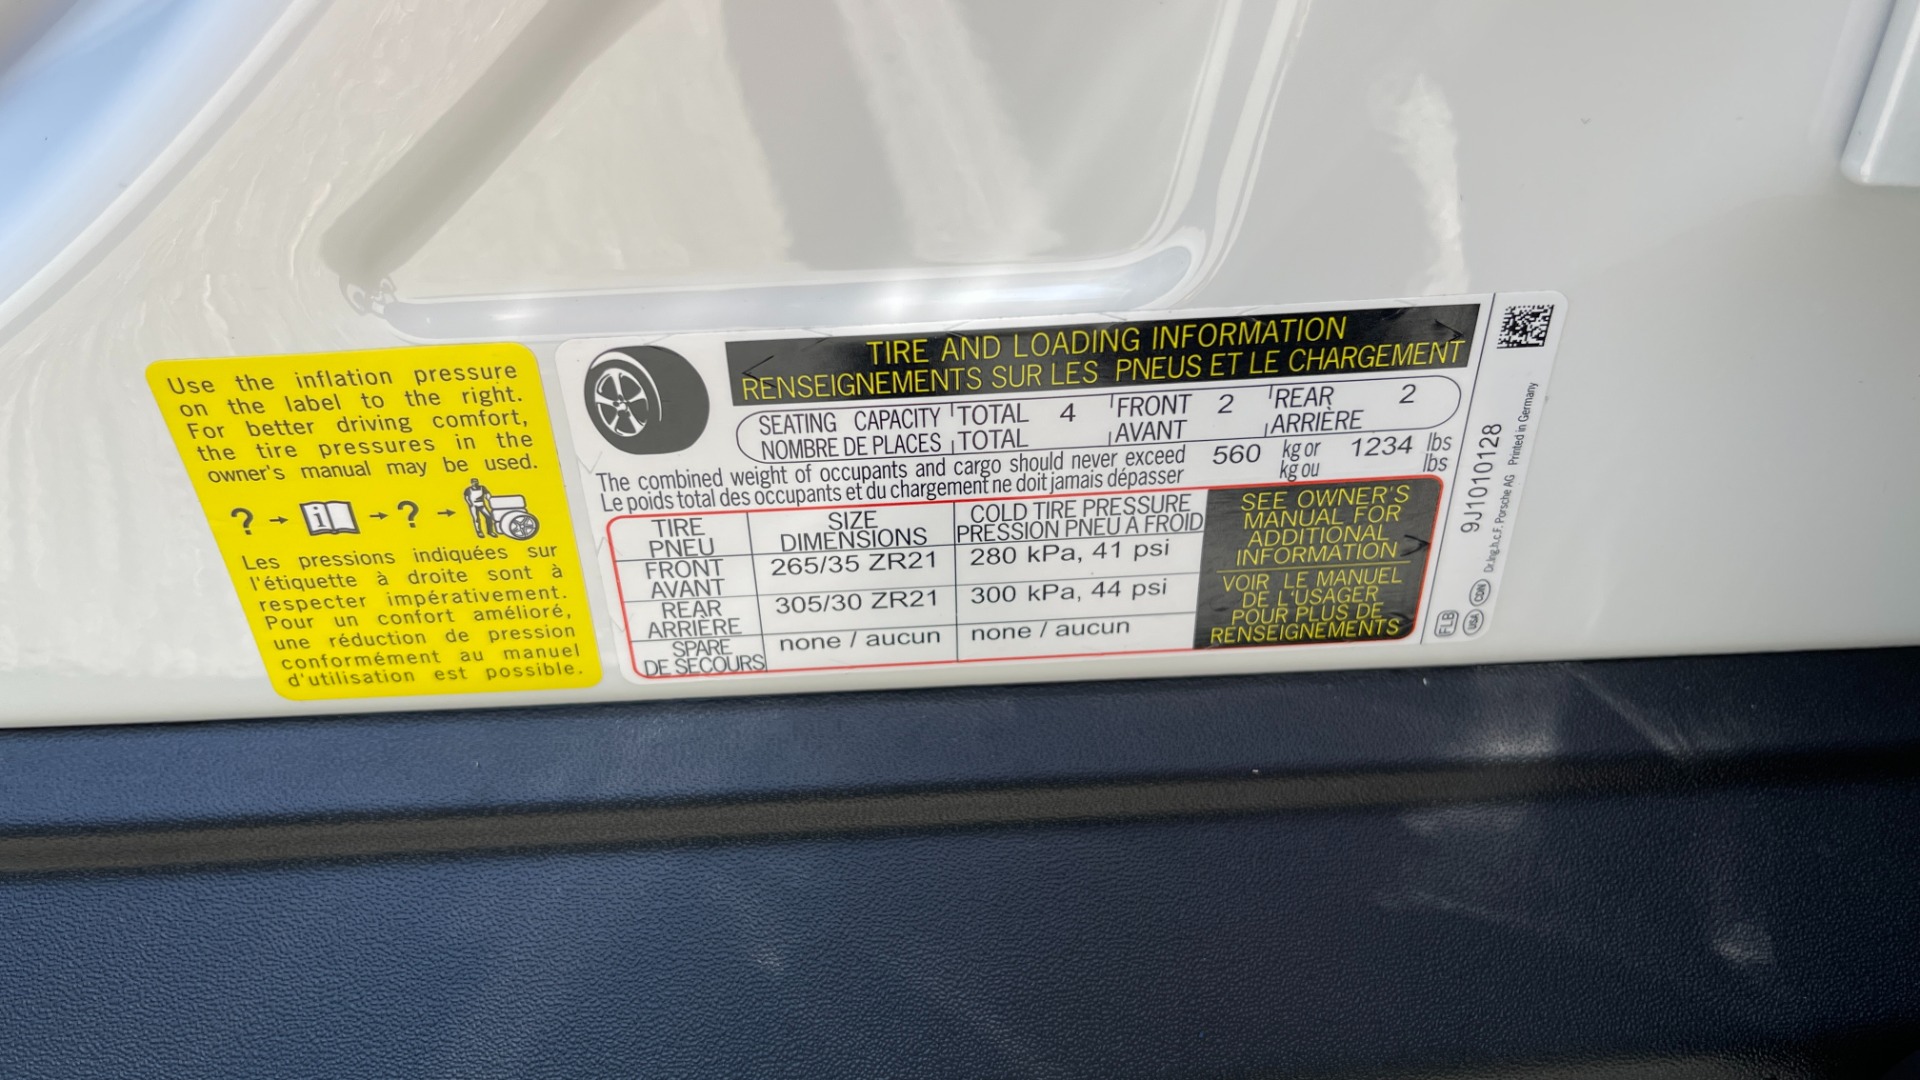 Use the inflation pressure
on the label to the right.
For better driving comfort,
the tire pressures in the
owner's manual may be used.
? → i → ? →
Les pressions indiquées sur
l'étiquette à droite sont à
respecter impérativement.
Pour un confort amélioré,
une réduction de pression
conformément au manuel
d'utilisation est possible.
TIRE AND LOADING INFORMATION
RENSEIGNEMENTS SUR LES PNEUS ET LE CHARGEMENT
SEATING CAPACITY TOTAL 4 FRONT 2 REAR 2
NOMBRE DE PLACES TOTAL AVANT ARRIÈRE
The combined weight of occupants and cargo should never exceed 560 kg or 1234 lbs
Le poids total des occupants et du chargement ne doit jamais dépasser kg ou lbs
TIRE SIZE COLD TIRE PRESSURE
PNEU DIMENSIONS PRESSION PNEU A FROID
FRONT 265/35 ZR21 280 kPa, 41 psi
AVANT
REAR 305/30 ZR21 300 kPa, 44 psi
ARRIÈRE
SPARE none / aucun none / aucun
DE SECOURS
SEE OWNER'S
MANUAL FOR
ADDITIONAL
INFORMATION
VOIR LE MANUEL
DE L'USAGER
POUR PLUS DE
RENSEIGNEMENTS
9J1010128
Dr.Ing.h.c.F. Porsche AG Printed in Germany
FLB
USA
CDN